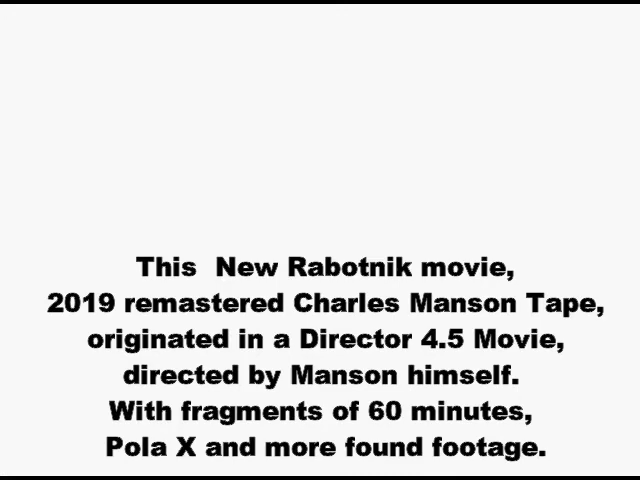 This  New Rabotnik movie,
2019 remastered Charles Manson Tape,
originated in a Director 4.5 Movie,
directed by Manson himself.
With fragments of 60 minutes,
Pola X and more found footage.